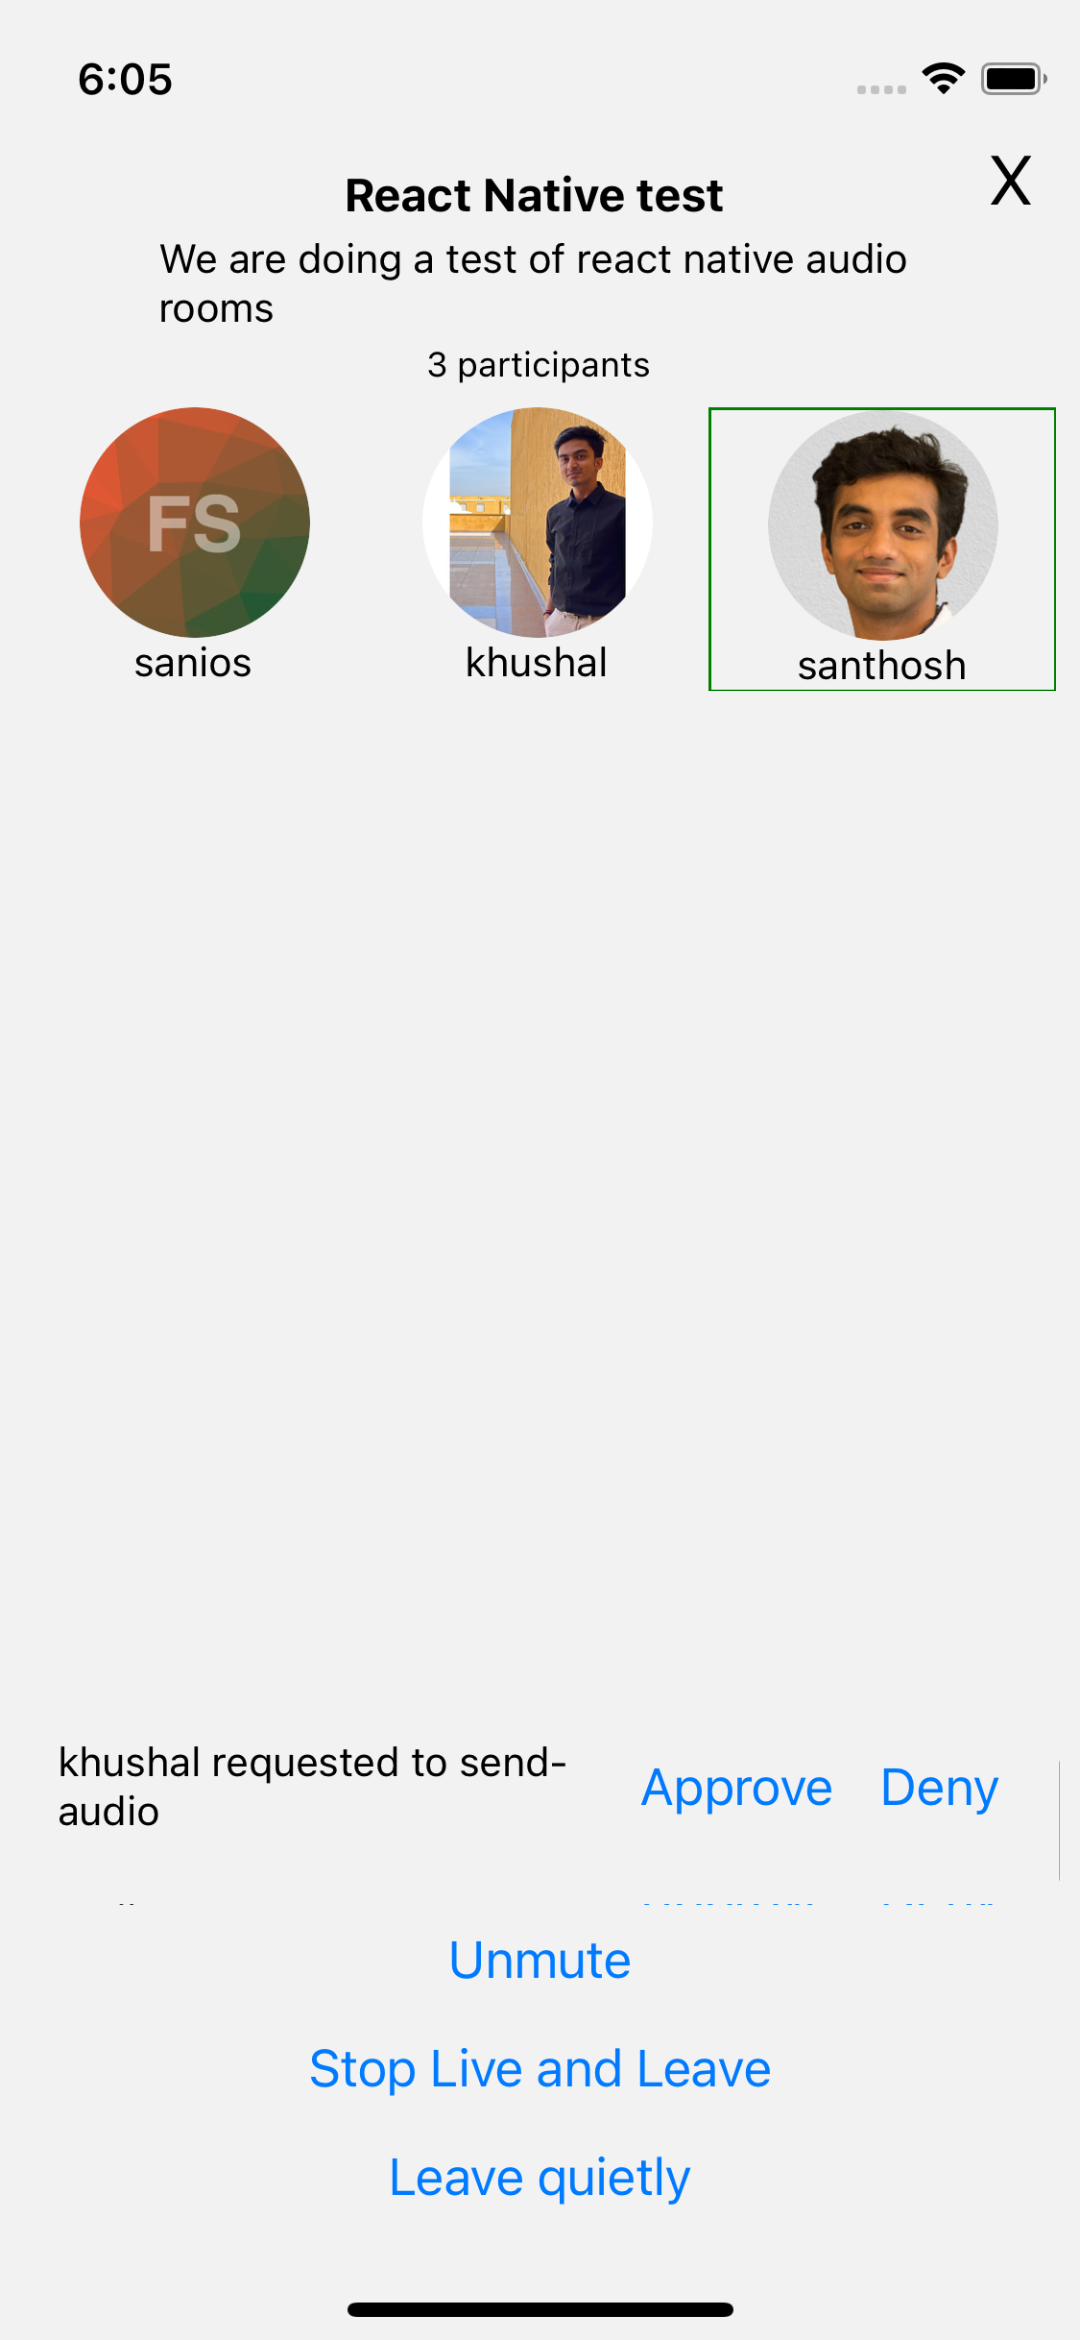 6:05
X
React Native test
We are doing a test of react native audio
rooms
3 participants
FS
sanios
khushal
santhosh
khushal requested to send-
audio
Approve
Deny
Unmute
Stop Live and Leave
Leave quietly